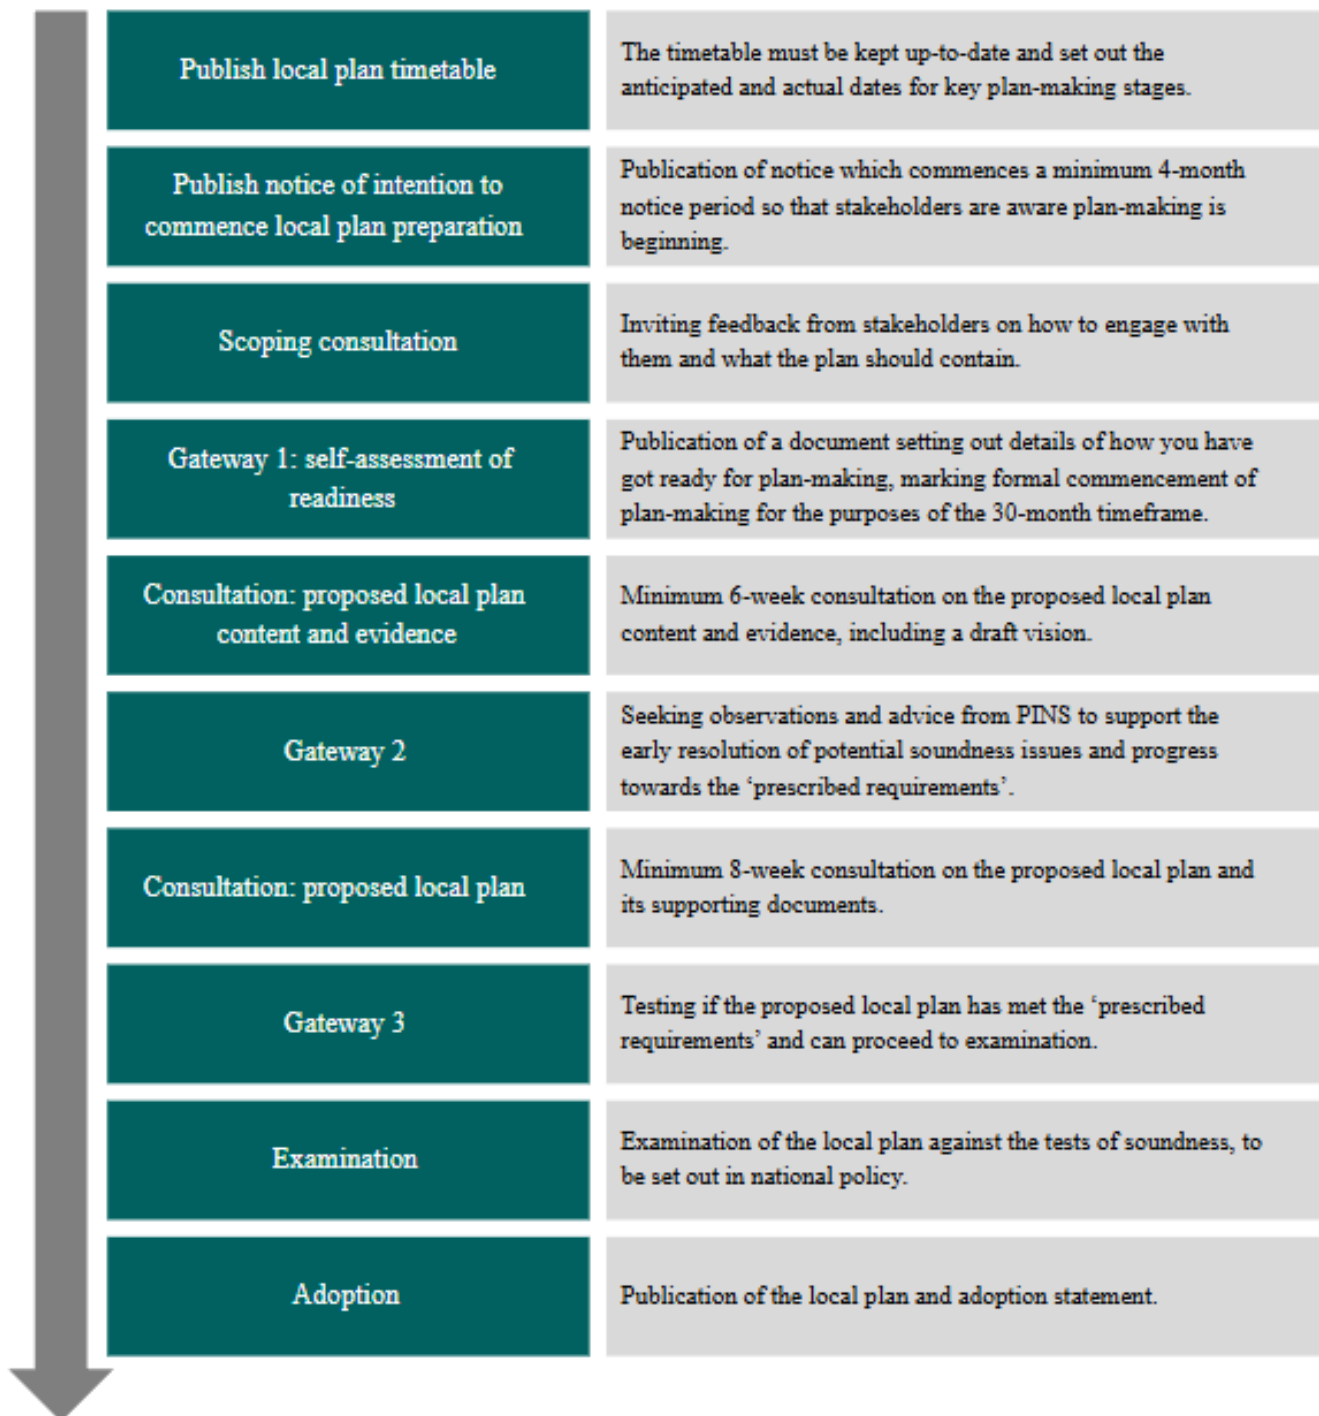 Publish local plan timetable
The timetable must be kept up-to-date and set out the
anticipated and actual dates for key plan-making stages.
Publish notice of intention to
commence local plan preparation
Publication of notice which commences a minimum 4-month
notice period so that stakeholders are aware plan-making is
beginning.
Scoping consultation
Inviting feedback from stakeholders on how to engage with
them and what the plan should contain.
Gateway 1: self-assessment of
readiness
Publication of a document setting out details of how you have
got ready for plan-making, marking formal commencement of
plan-making for the purposes of the 30-month timeframe.
Consultation: proposed local plan
content and evidence
Minimum 6-week consultation on the proposed local plan
content and evidence, including a draft vision.
Gateway 2
Seeking observations and advice from PINS to support the
early resolution of potential soundness issues and progress
towards the ‘prescribed requirements’.
Consultation: proposed local plan
Minimum 8-week consultation on the proposed local plan and
its supporting documents.
Gateway 3
Testing if the proposed local plan has met the ‘prescribed
requirements’ and can proceed to examination.
Examination
Examination of the local plan against the tests of soundness, to
be set out in national policy.
Adoption
Publication of the local plan and adoption statement.